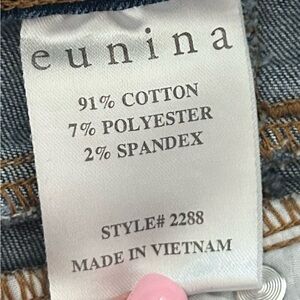 eunina
91% COTTON
7% POLYESTER
2% SPANDEX
STYLE# 2288
MADE IN VIETNAM